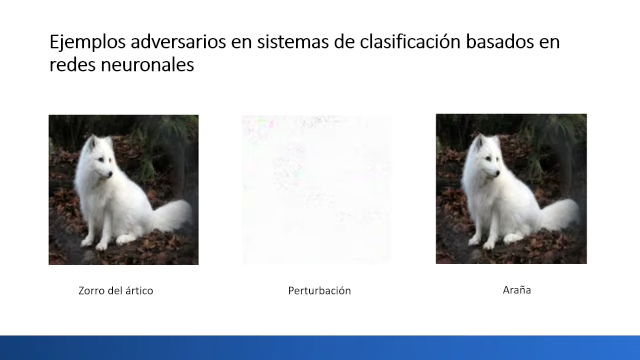 Ejemplos adversarios en sistemas de clasificación basados en
redes neuronales
Zorro del ártico
Perturbación
Araña